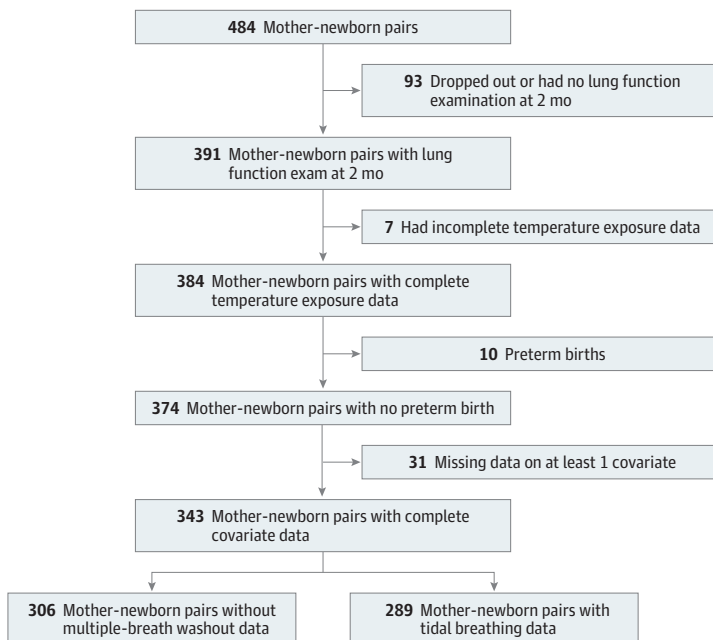 484 Mother-newborn pairs
93 Dropped out or had no lung function
examination at 2 mo
391 Mother-newborn pairs with lung
function exam at 2 mo
7 Had incomplete temperature exposure data
384 Mother-newborn pairs with complete
temperature exposure data
10 Preterm births
374 Mother-newborn pairs with no preterm birth
31 Missing data on at least 1 covariate
343 Mother-newborn pairs with complete
covariate data
306 Mother-newborn pairs without
multiple-breath washout data
289 Mother-newborn pairs with
tidal breathing data